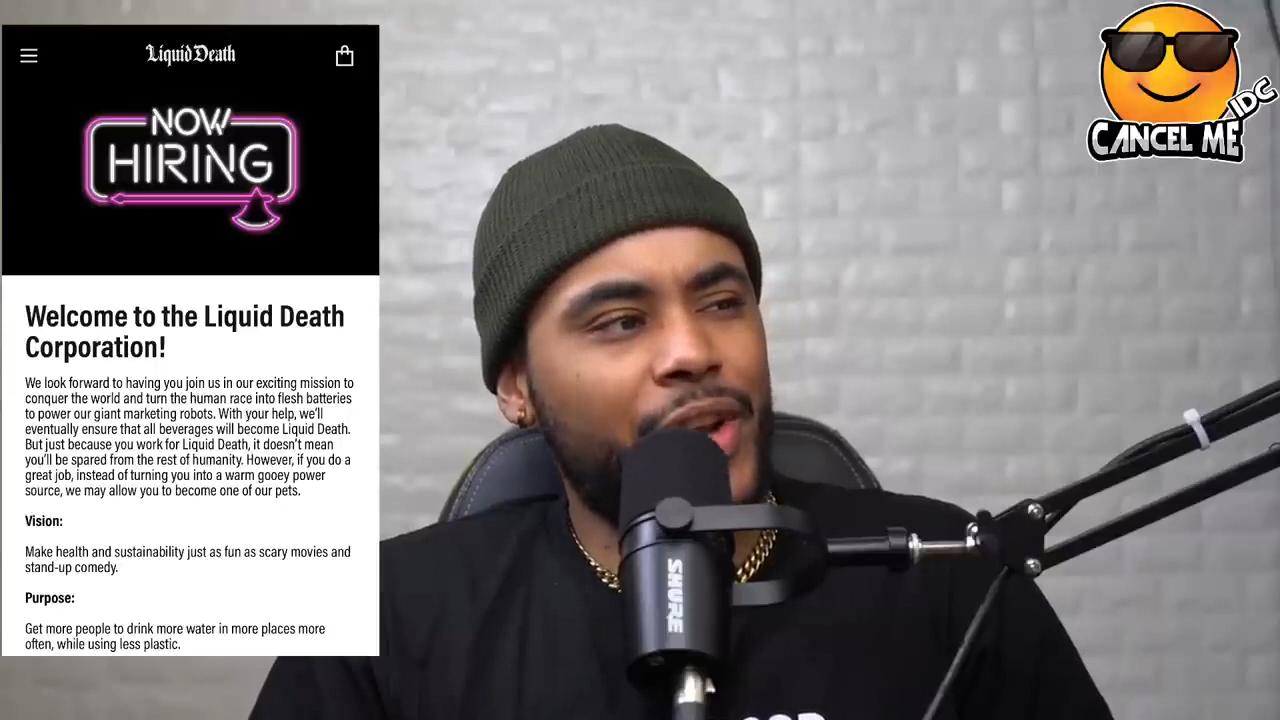 Liquid Death
NOW
HIRING
Welcome to the Liquid Death
Corporation!
We look forward to having you join us in our exciting mission to
conquer the world and turn the human race into flesh batteries
to power our giant marketing robots. With your help, we'll
eventually ensure that all beverages will become Liquid Death.
But just because you work for Liquid Death, it doesn't mean
you'll be spared from the rest of humanity. However, if you do a
great job, instead of turning you into a warm gooey power
source, we may allow you to become one of our pets.
Vision:
Make health and sustainability just as fun as scary movies and
stand-up comedy.
Purpose:
Get more people to drink more water in more places more
often, while using less plastic.
IDC
CANCEL ME
SHURE